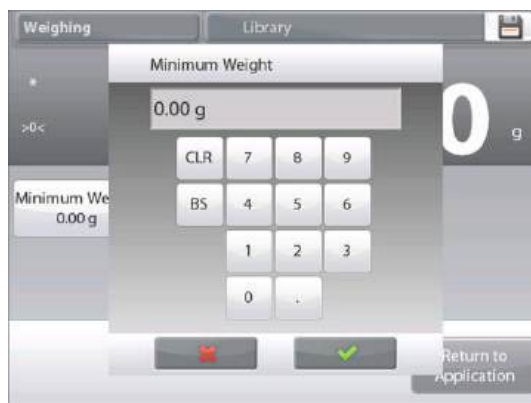 Weighing Library
Minimum Weight
*
0.00 g
>0<
0 g
CLR 7 8 9
Minimum We
0.00 g
BS 4 5 6
1 2 3
0 .
Return to
Application